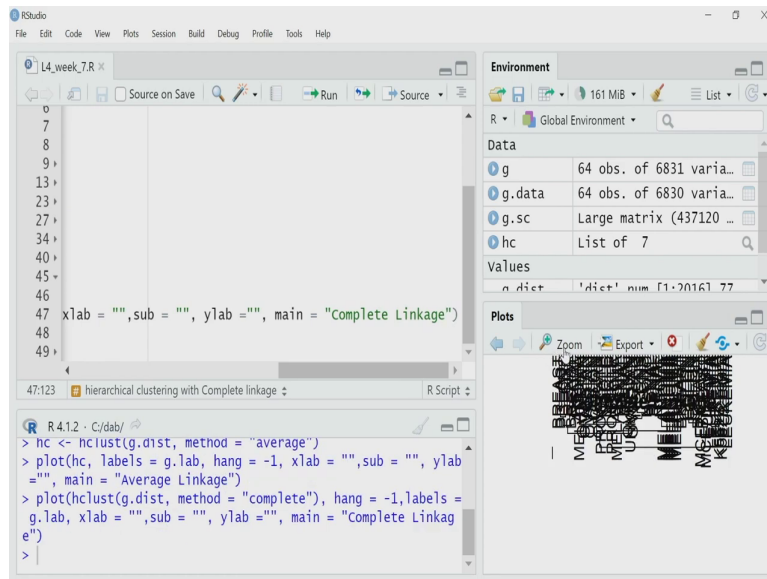 RStudio
File Edit Code View Plots Session Build Debug Profile Tools Help
L4_week_7.R
Source on Save Run Source
7
8
9
13
23
27
34
40
45
46
47 xlab = "",sub = "", ylab ="", main = "Complete Linkage")
48
49
47:123 # hierarchical clustering with Complete linkage R Script
R 4.1.2 · C:/dab/
> hc <- hclust(g.dist, method = "average")
> plot(hc, labels = g.lab, hang = -1, xlab = "",sub = "", ylab
="", main = "Average Linkage")
> plot(hclust(g.dist, method = "complete"), hang = -1,labels =
g.lab, xlab = "",sub = "", ylab ="", main = "Complete Linkag
e")
>
Environment
161 MiB List
R Global Environment
Data
g 64 obs. of 6831 varia…
g.data 64 obs. of 6830 varia…
g.sc Large matrix (437120 …
hc List of 7
Values
g.dist 'dist' num [1:2016] 77
Plots
Zoom Export